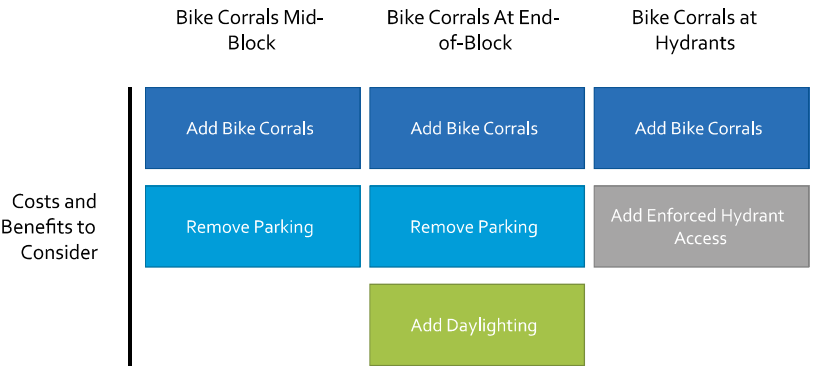 Bike Corrals Mid-
Block
Bike Corrals At End-
of-Block
Bike Corrals at
Hydrants
Costs and
Benefits to
Consider
Add Bike Corrals
Add Bike Corrals
Add Bike Corrals
Remove Parking
Remove Parking
Add Enforced Hydrant
Access
Add Daylighting